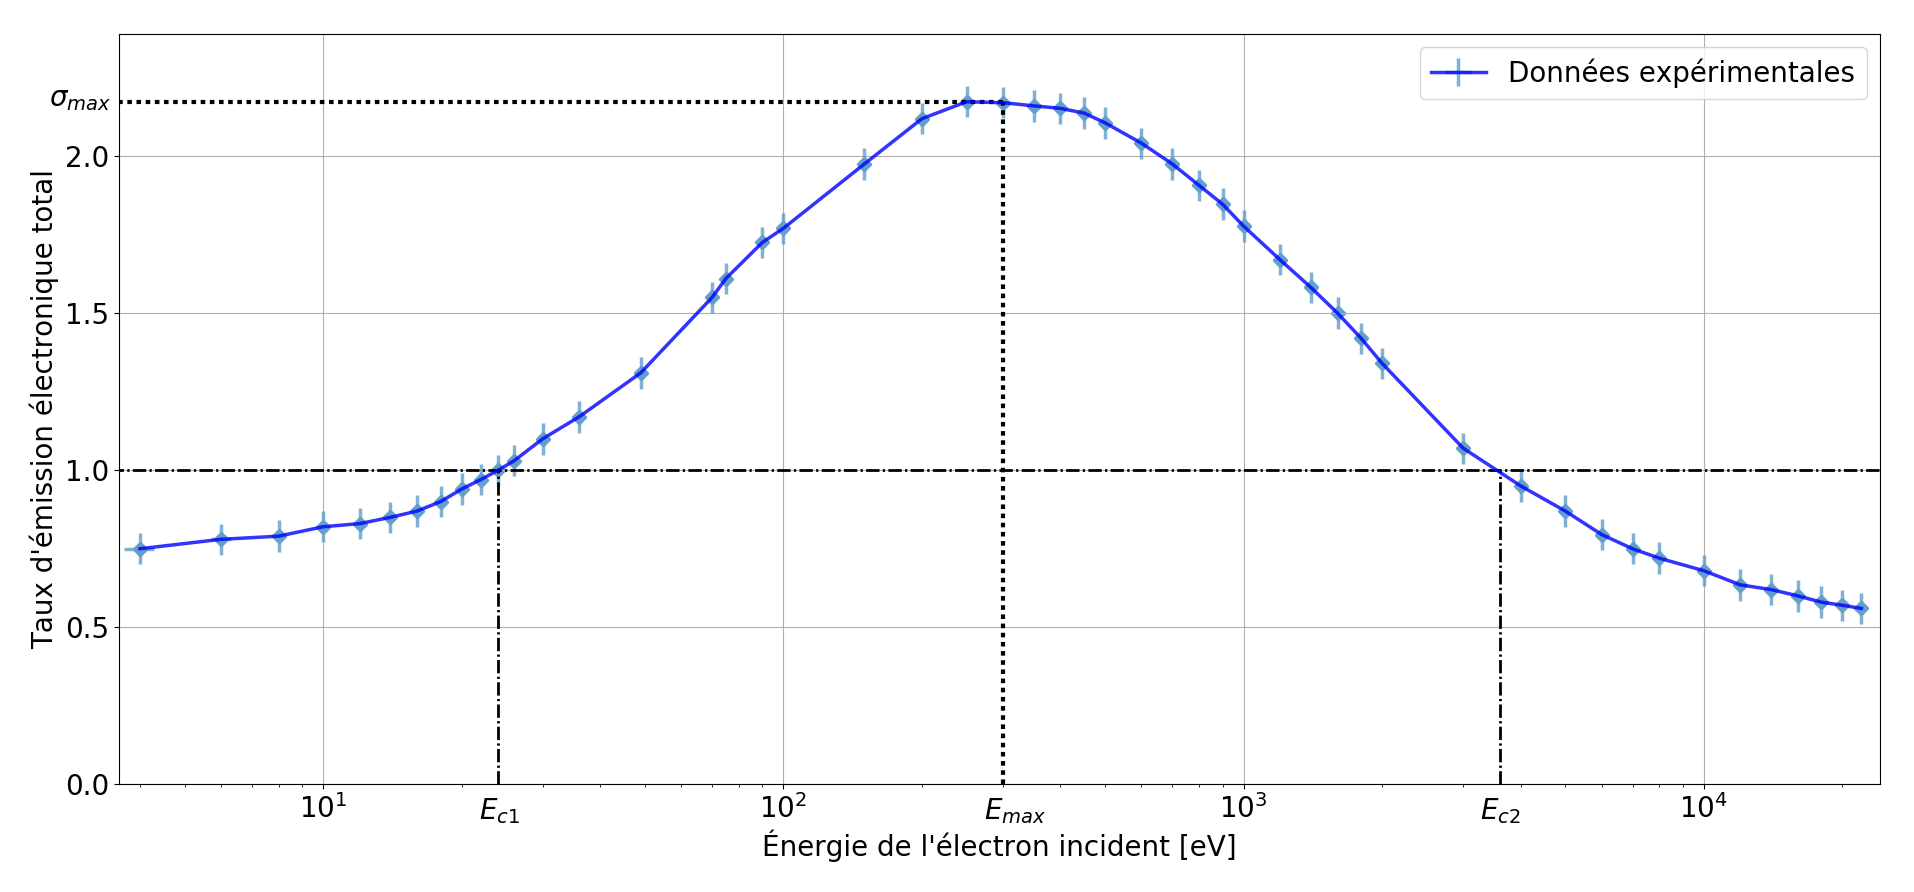 Données expérimentales
σmax
2.0
1.5
1.0
0.5
0.0
Taux d'émission électronique total
10¹
Ec1
10²
Emax
10³
Ec2
10⁴
Énergie de l'électron incident [eV]